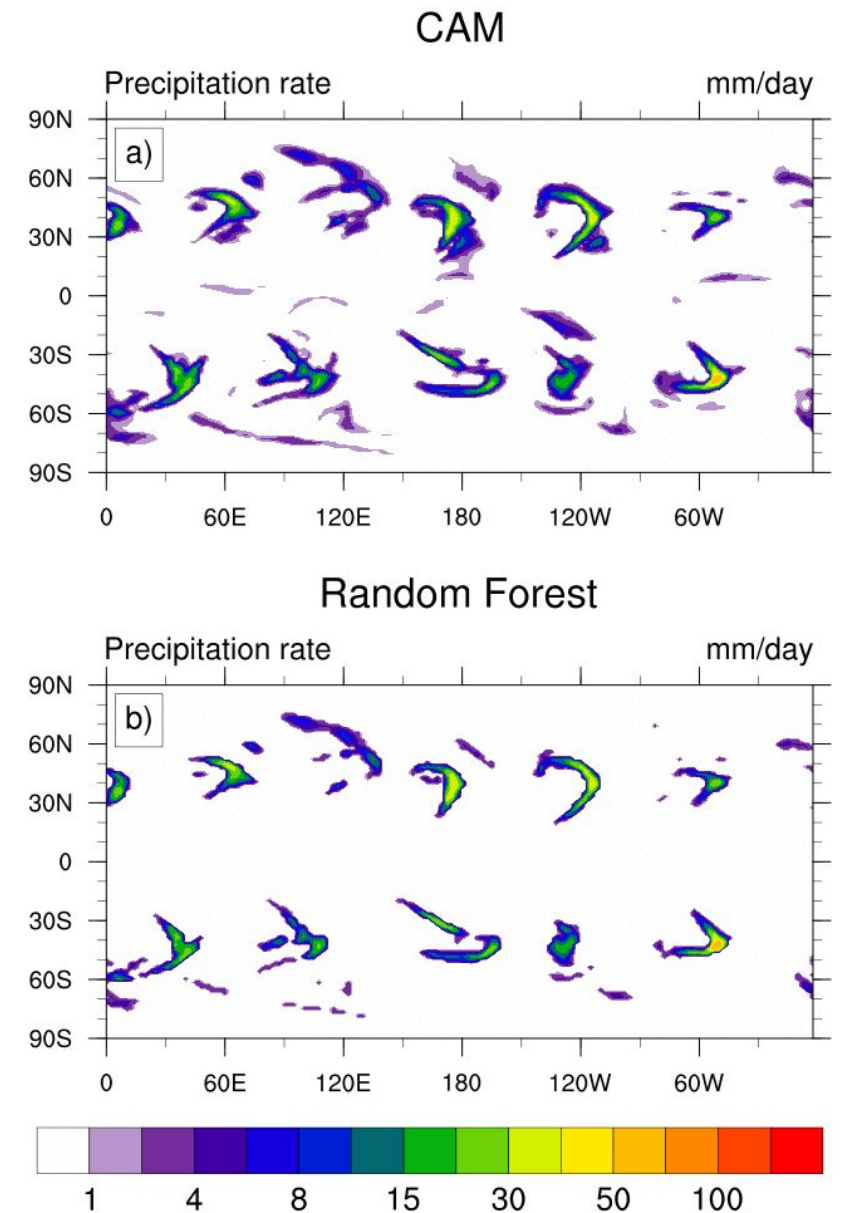 CAM
Precipitation rate mm/day
a)
90N
60N
30N
0
30S
60S
90S
0 60E 120E 180 120W 60W
Random Forest
Precipitation rate mm/day
b)
90N
60N
30N
0
30S
60S
90S
0 60E 120E 180 120W 60W
1 4 8 15 30 50 100